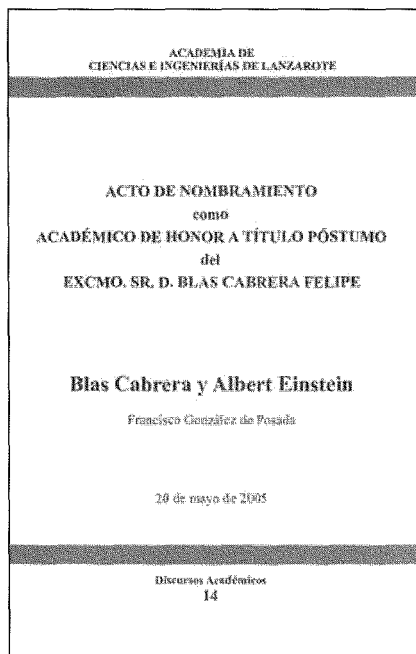 ACADEMIA DE
CIENCIAS E INGENIERÍAS DE LANZAROTE
ACTO DE NOMBRAMIENTO
como
ACADÉMICO DE HONOR A TÍTULO PÓSTUMO
del
EXCMO. SR. D. BLAS CABRERA FELIPE
Blas Cabrera y Albert Einstein
Francisco González de Posada
20 de mayo de 2005
Discursos Académicos
14